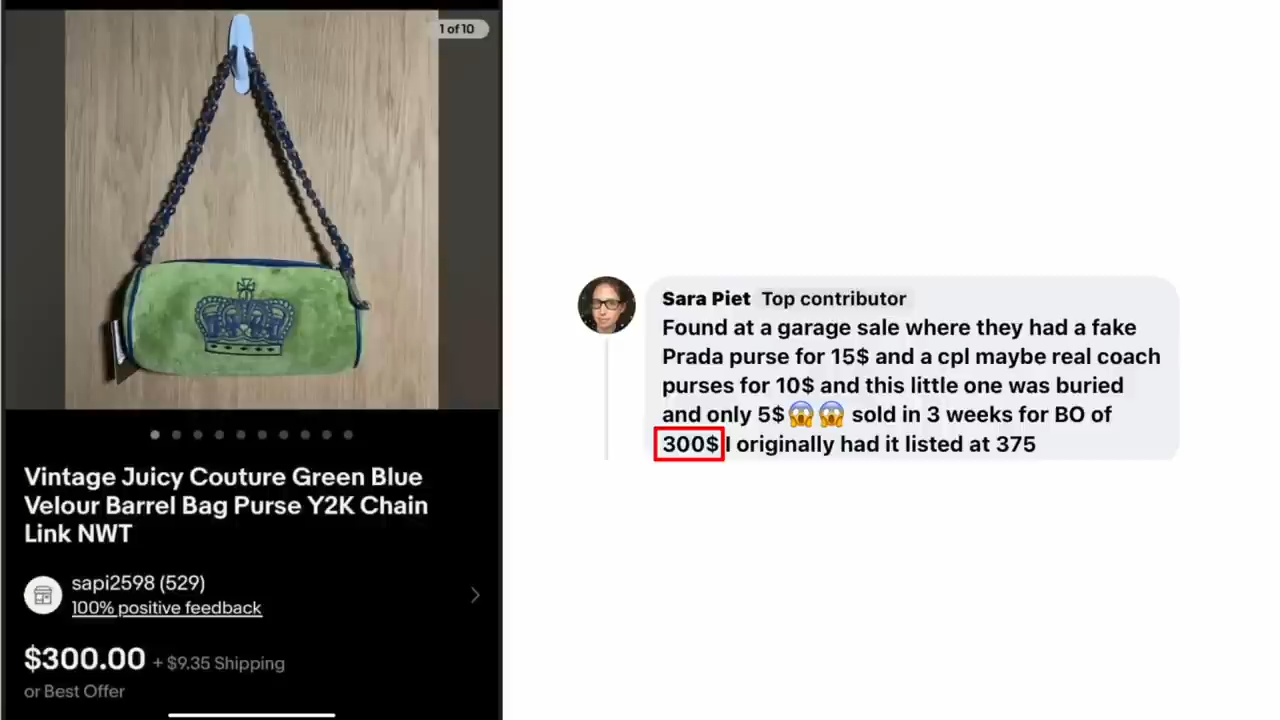 1 of 10
Vintage Juicy Couture Green Blue
Velour Barrel Bag Purse Y2K Chain
Link NWT
sapi2598 (529)
100% positive feedback
$300.00 + $9.35 Shipping
or Best Offer
Sara Piet Top contributor
Found at a garage sale where they had a fake
Prada purse for 15$ and a cpl maybe real coach
purses for 10$ and this little one was buried
and only 5$😱😱 sold in 3 weeks for BO of
300$ I originally had it listed at 375